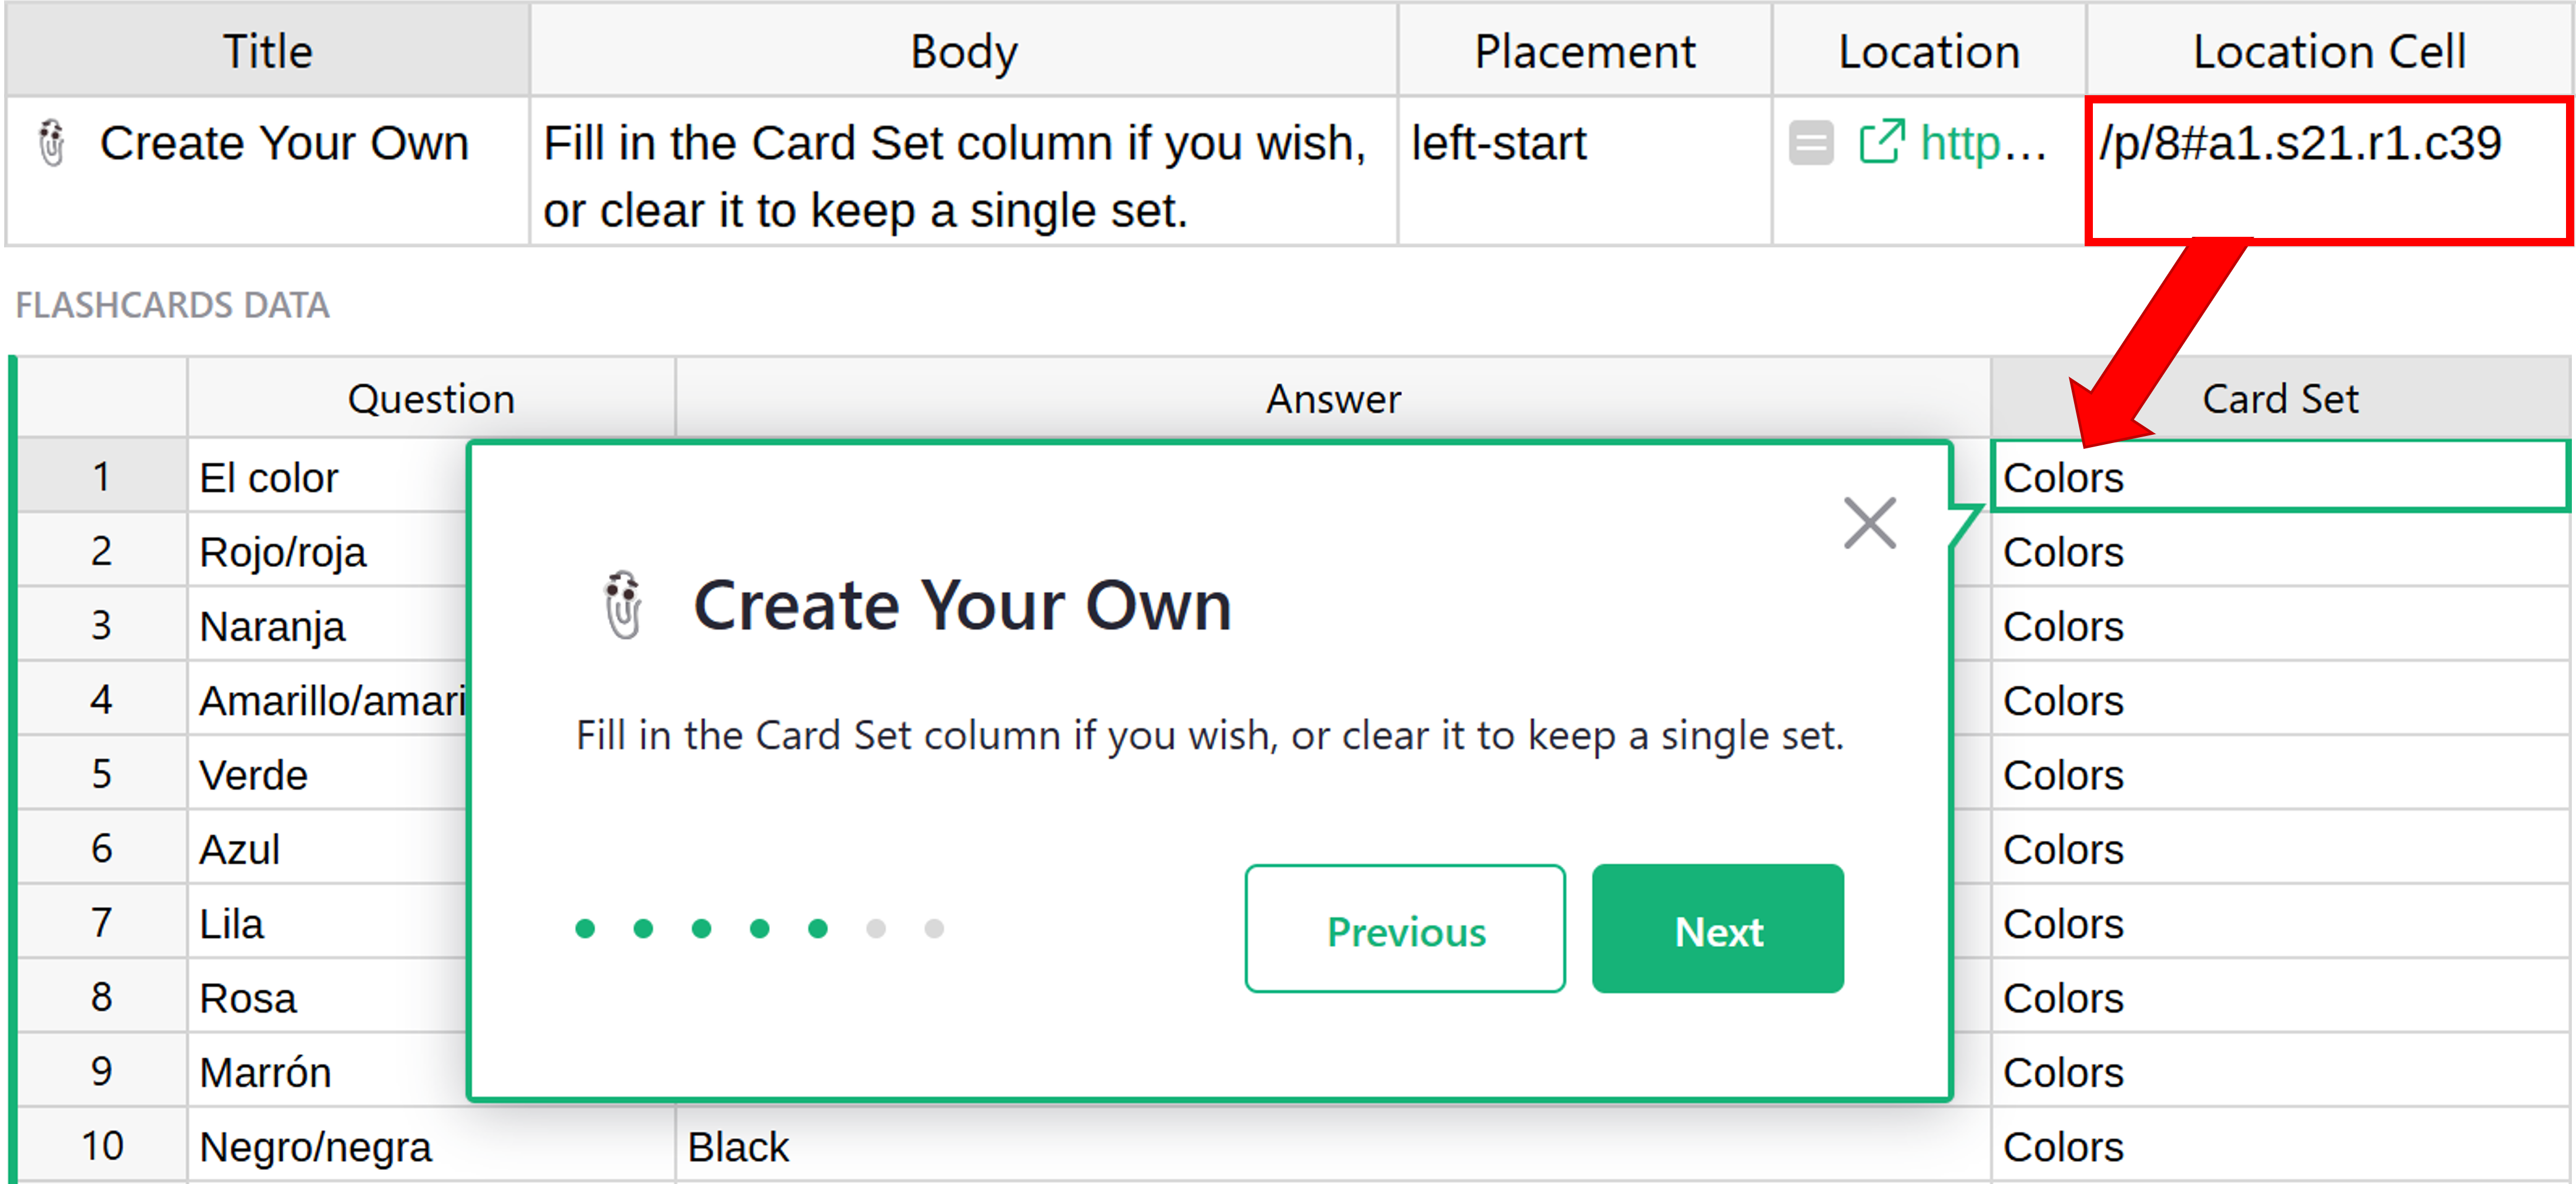 Title Body Placement Location Location Cell
Create Your Own Fill in the Card Set column if you wish, left-start http... /p/8#a1.s21.r1.c39
or clear it to keep a single set.
FLASHCARDS DATA
Question Answer Card Set
1 El color Colors
2 Rojo/roja Colors
3 Naranja Colors
4 Amarillo/amari Colors
5 Verde Colors
6 Azul Colors
7 Lila Colors
8 Rosa Colors
9 Marrón Colors
10 Negro/negra Black Colors
Create Your Own
Fill in the Card Set column if you wish, or clear it to keep a single set.
Previous Next